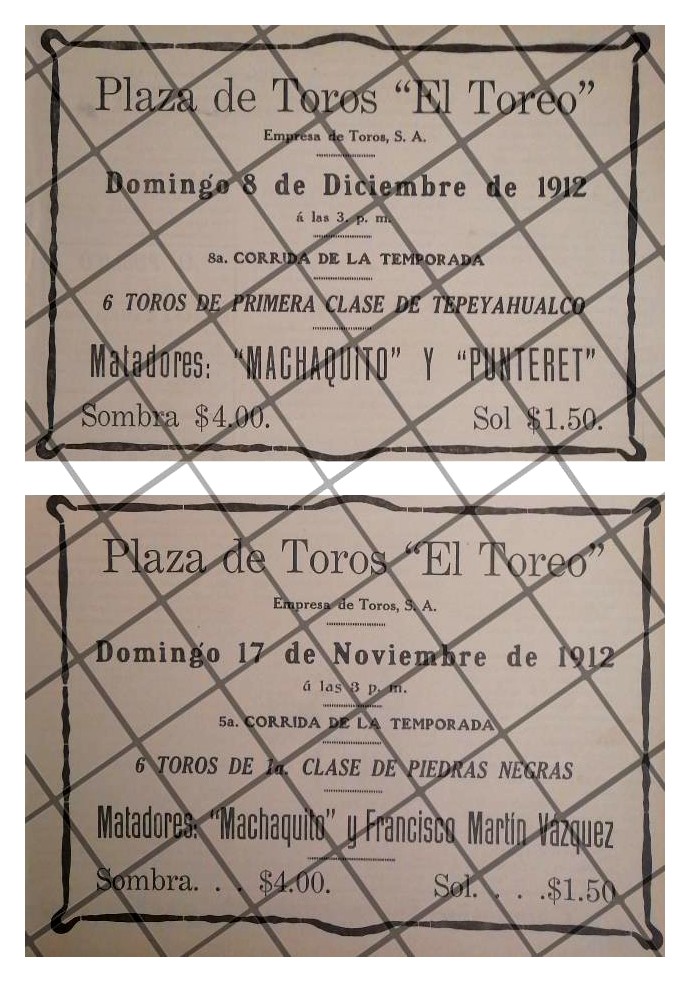 Plaza de Toros “El Toreo”
Empresa de Toros, S. A.
Domingo 8 de Diciembre de 1912
á las 3. p. m.
8a. CORRIDA DE LA TEMPORADA
6 TOROS DE PRIMERA CLASE DE TEPEYAHUALCO
Matadores: “MACHAQUITO” Y “PUNTERET”
Sombra $4.00. Sol $1.50.
Plaza de Toros “El Toreo”
Empresa de Toros, S. A.
Domingo 17 de Noviembre de 1912
á las 3 p. m.
5a. CORRIDA DE LA TEMPORADA
6 TOROS DE 1a. CLASE DE PIEDRAS NEGRAS
Matadores: “Machaquito” y Francisco Martín Vazquez
Sombra. . . $4.00. Sol. . . .$1.50